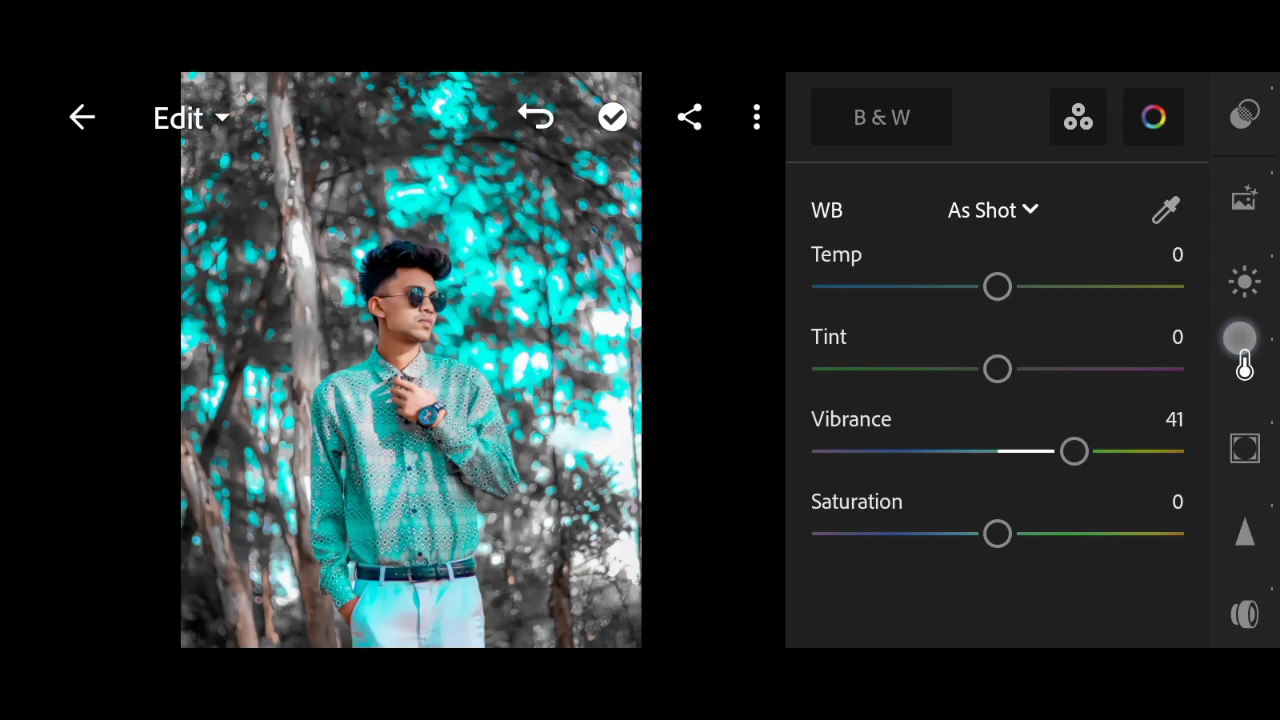 Edit
B & W
WB As Shot
Temp 0
Tint 0
Vibrance 41
Saturation 0